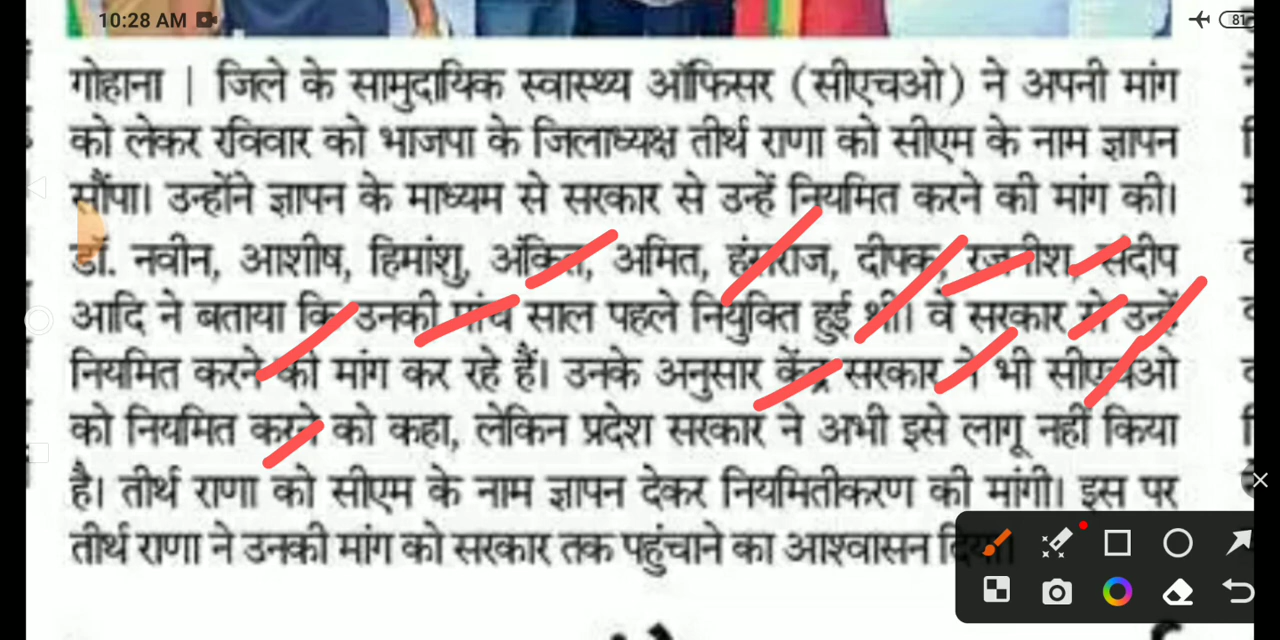 10:28 AM
81
गोहाना | जिले के सामुदायिक स्वास्थ्य ऑफिसर (सीएचओ) ने अपनी मांग
को लेकर रविवार को भाजपा के जिलाध्यक्ष तीर्थ राणा को सीएम के नाम ज्ञापन
सौंपा। उन्होंने ज्ञापन के माध्यम से सरकार से उन्हें नियमित करने की मांग की।
डॉ. नवीन, आशीष, हिमांशु, अंकित, अमित, हंसराज, दीपक, रजनीश, संदीप
आदि ने बताया कि उनकी पांच साल पहले नियुक्ति हुई थी। वे सरकार से उन्हें
नियमित करने की मांग कर रहे हैं। उनके अनुसार केंद्र सरकार ने भी सीएचओ
को नियमित करने को कहा, लेकिन प्रदेश सरकार ने अभी इसे लागू नहीं किया
है। तीर्थ राणा को सीएम के नाम ज्ञापन देकर नियमितीकरण की मांगी। इस पर
तीर्थ राणा ने उनकी मांग को सरकार तक पहुंचाने का आश्वासन दिया।